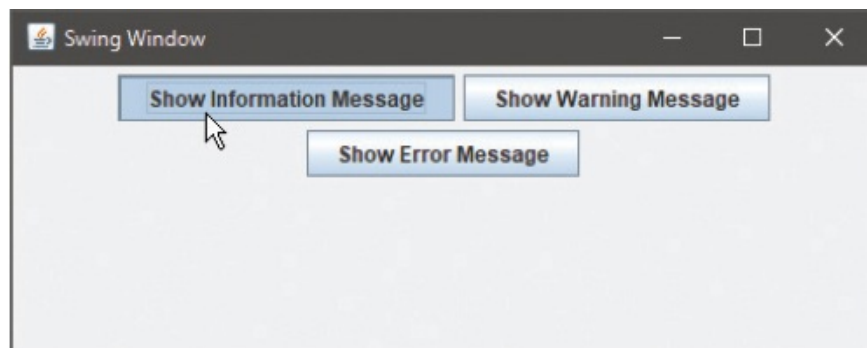 Swing Window
Show Information Message Show Warning Message
Show Error Message